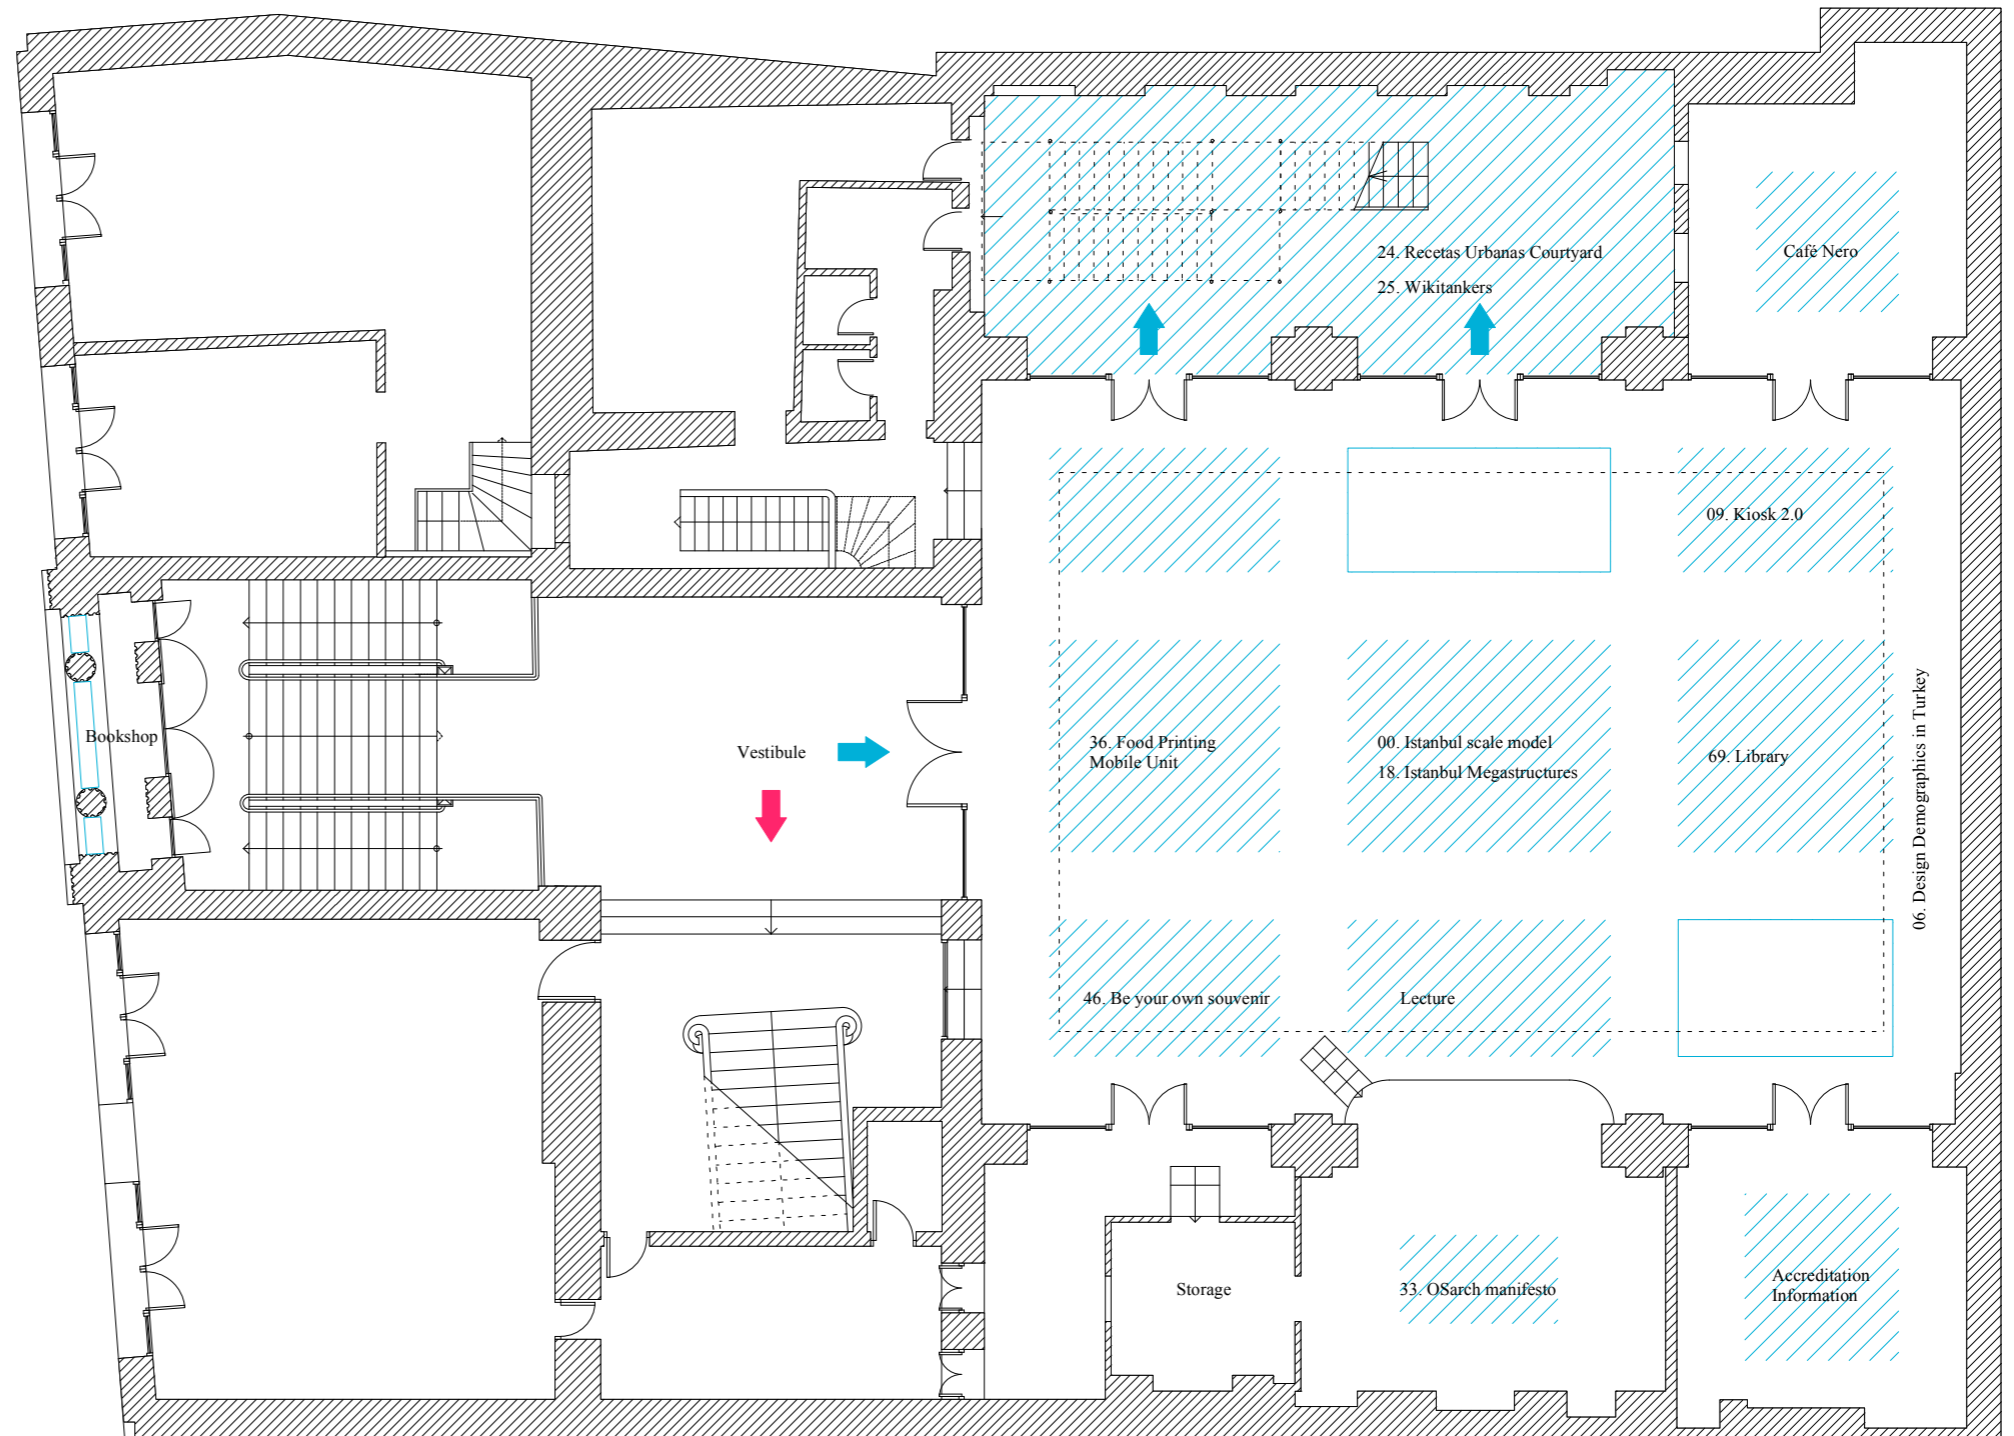 24. Recetas Urbanas Courtyard
25. Wikitankers
Café Nero
09. Kiosk 2.0
Bookshop
Vestibule
36. Food Printing
Mobile Unit
00. Istanbul scale model
18. Istanbul Megastructures
69. Library
06. Design Demographics in Turkey
46. Be your own souvenir
Lecture
Storage
33. OSarch manifesto
Accreditation
Information